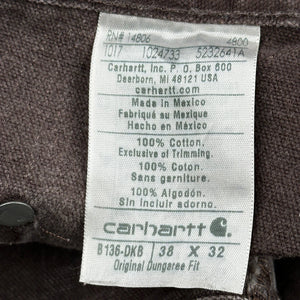 RN# 14806 4800
1017 1024733 5232641A
Carhartt, Inc. P. O. Box 600
Dearborn, MI 48121 USA
carhartt.com
Made in Mexico
Fabriqué au Mexique
Hecho en México
100% Cotton.
Exclusive of Trimming.
100% Coton.
Sans garniture.
100% Algodón.
Sin incluir adorno.
carhartt
B136-DKB 38 X 32
Original Dungaree Fit